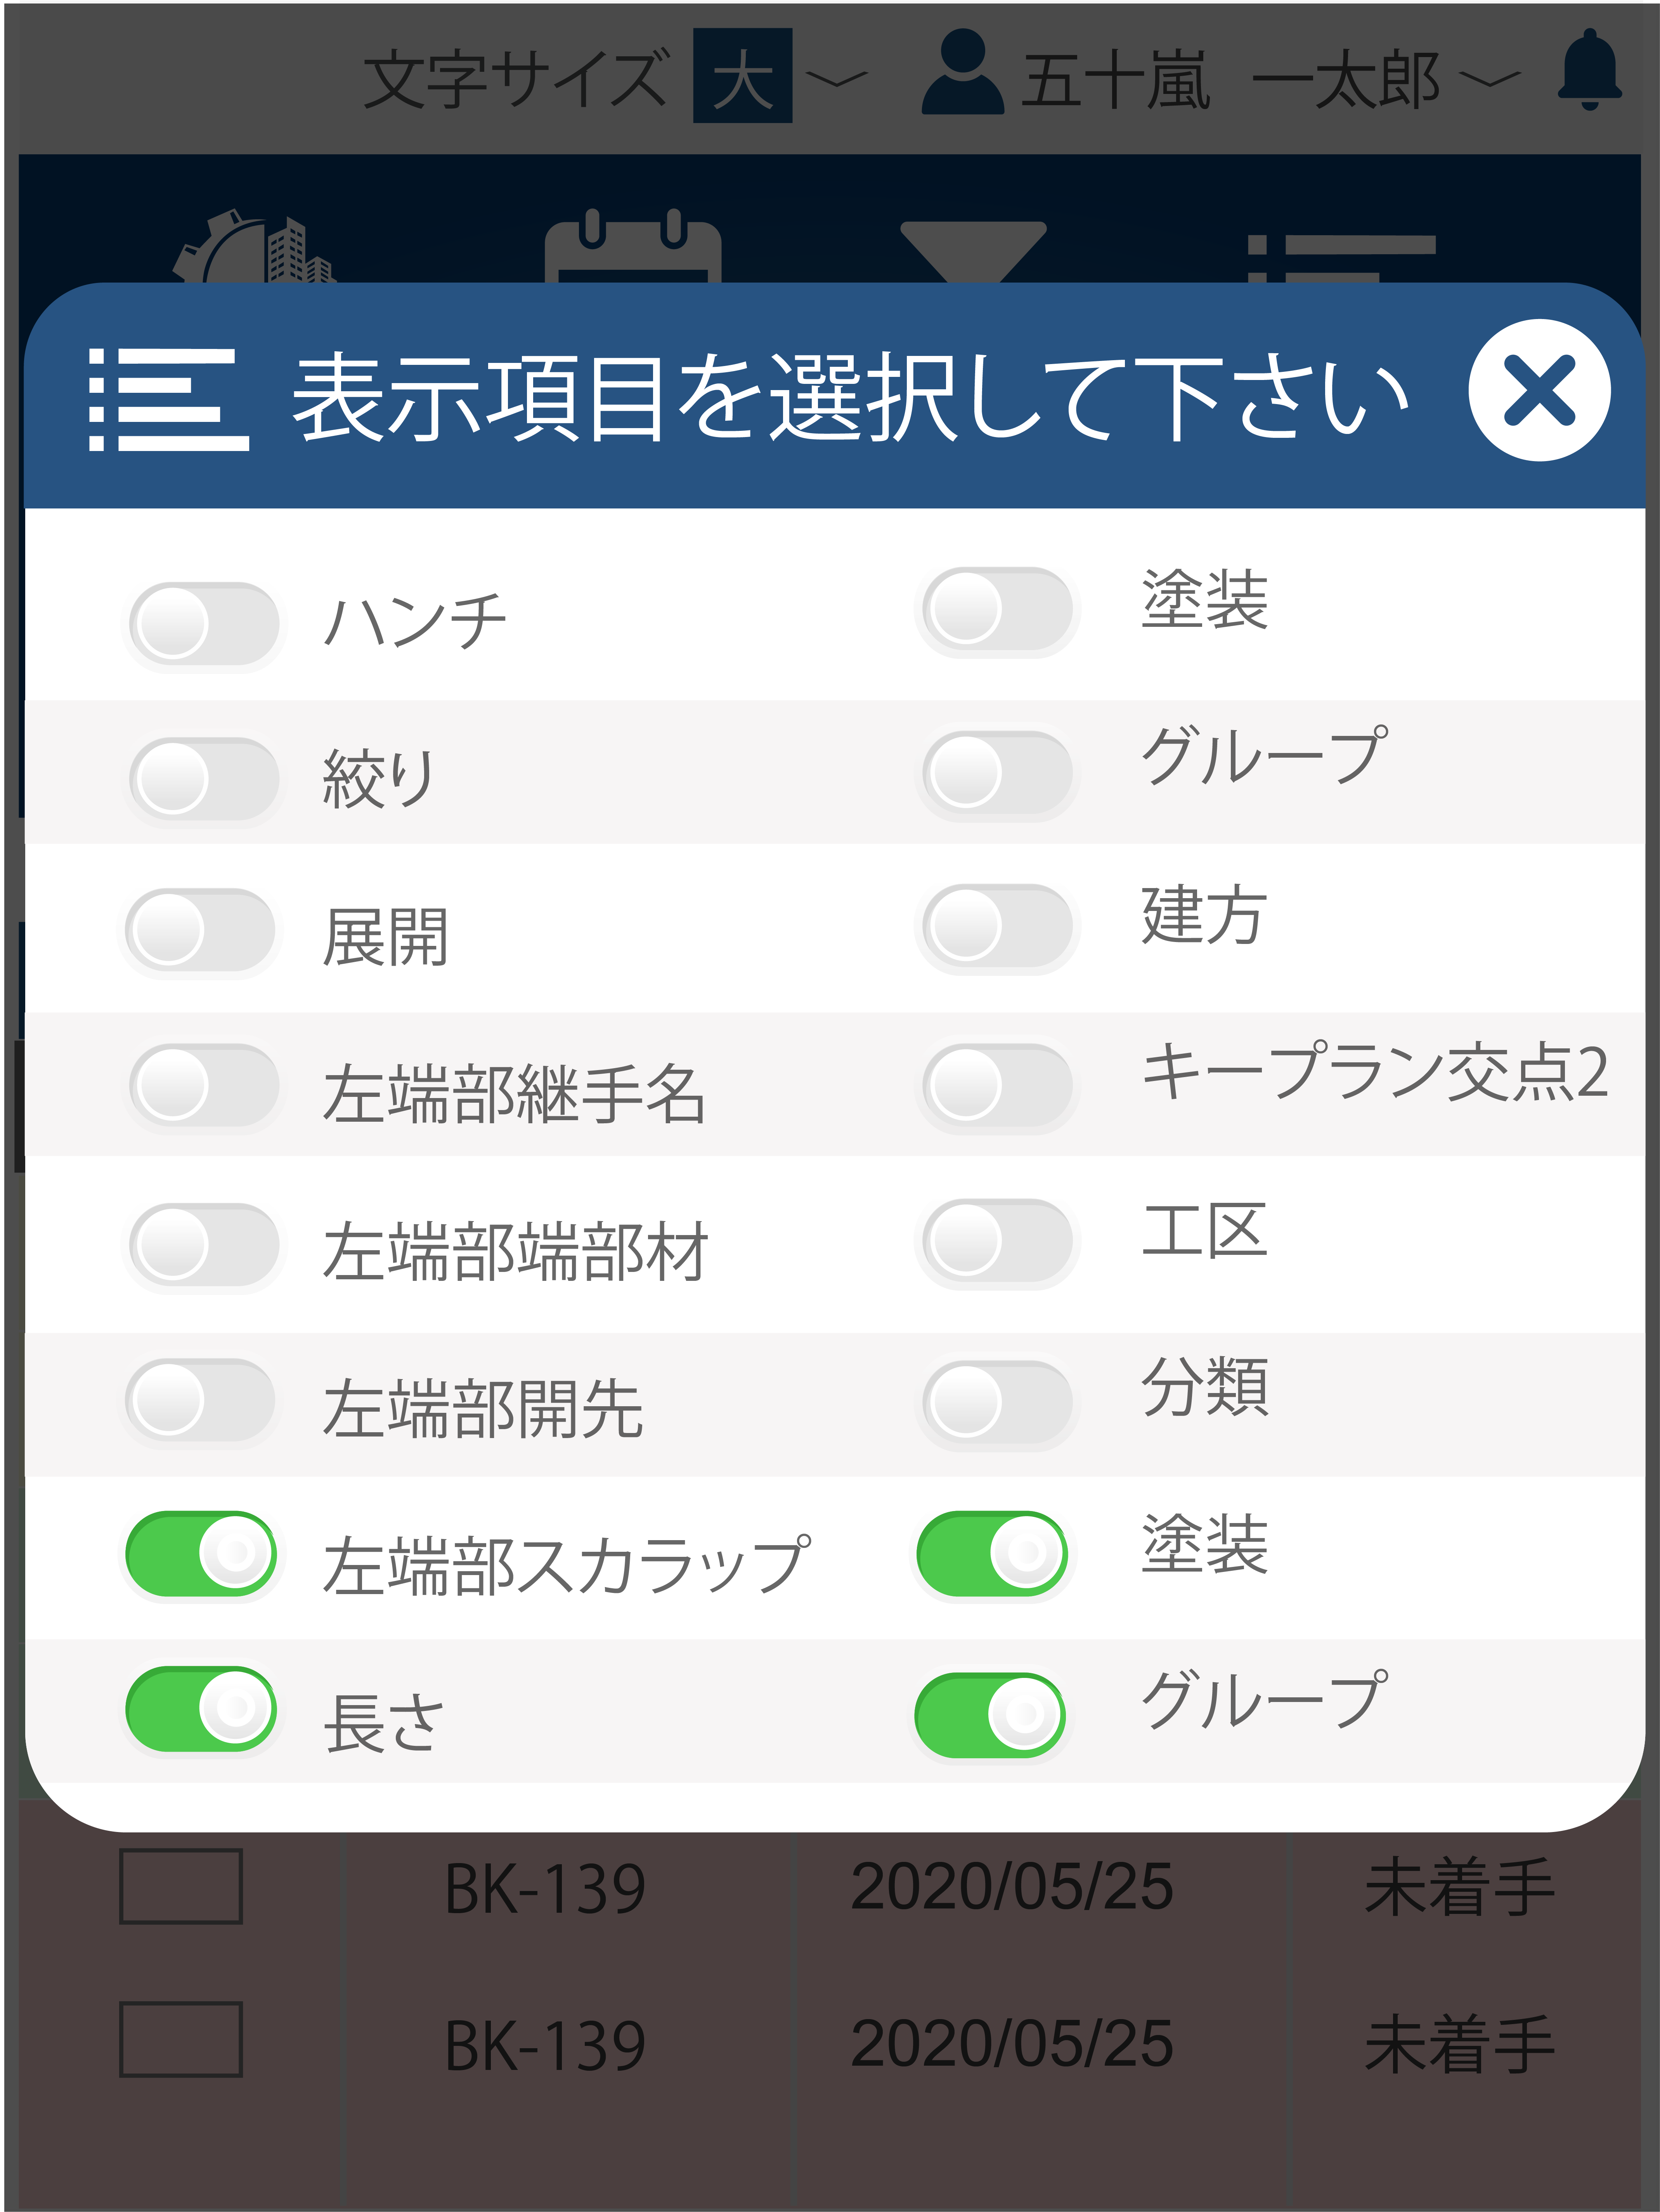 文字サイズ 大 五十嵐 一太郎
表示項目を選択して下さい
ハンチ 塗装
絞り グループ
展開 建方
左端部継手名 キープラン交点2
左端部端部材 工区
左端部開先 分類
左端部スカラップ 塗装
長さ グループ
BK-139 2020/05/25 未着手
BK-139 2020/05/25 未着手